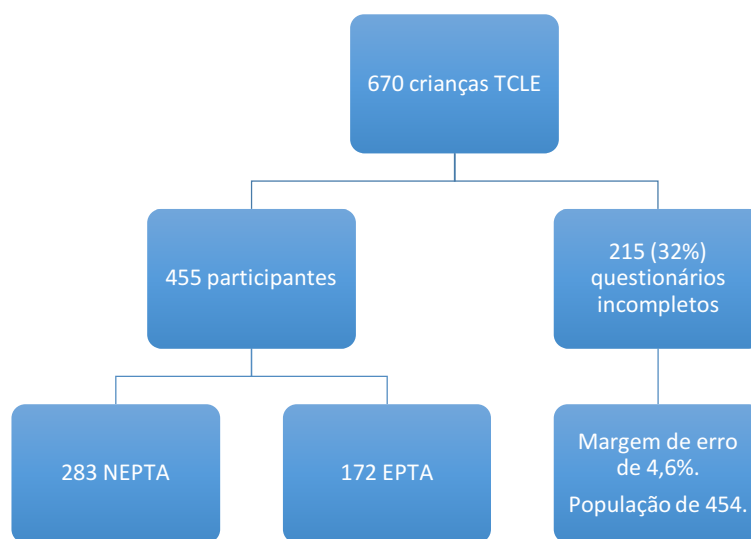 670 crianças TCLE
455 participantes
215 (32%)
questionários
incompletos
283 NEPTA
172 EPTA
Margem de erro
de 4,6%.
População de 454.